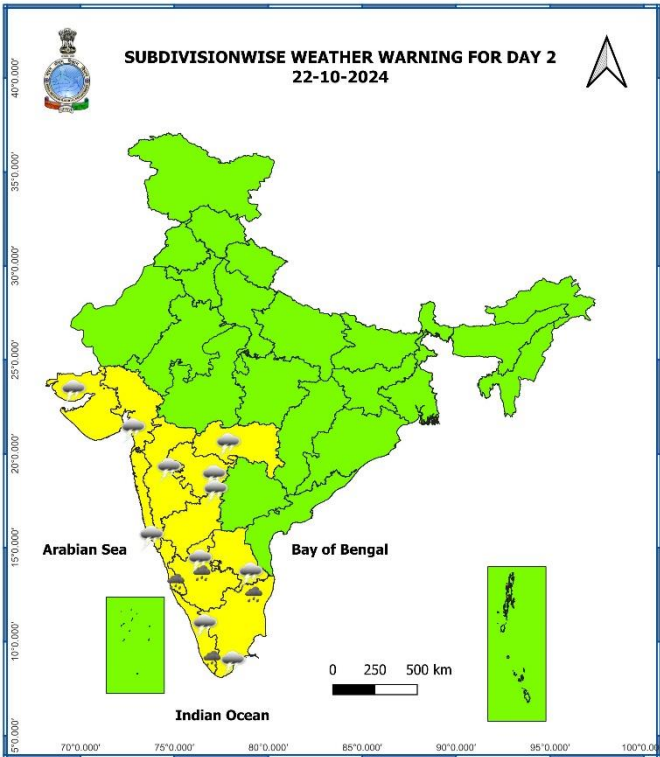 SUBDIVISIONWISE WEATHER WARNING FOR DAY 2
22-10-2024
40°0.000'
35°0.000'
30°0.000'
25°0.000'
20°0.000'
15°0.000'
10°0.000'
5°0.000'
Arabian Sea
Bay of Bengal
0 250 500 km
Indian Ocean
70°0.000' 75°0.000' 80°0.000' 85°0.000' 90°0.000' 95°0.000' 100°0.000'